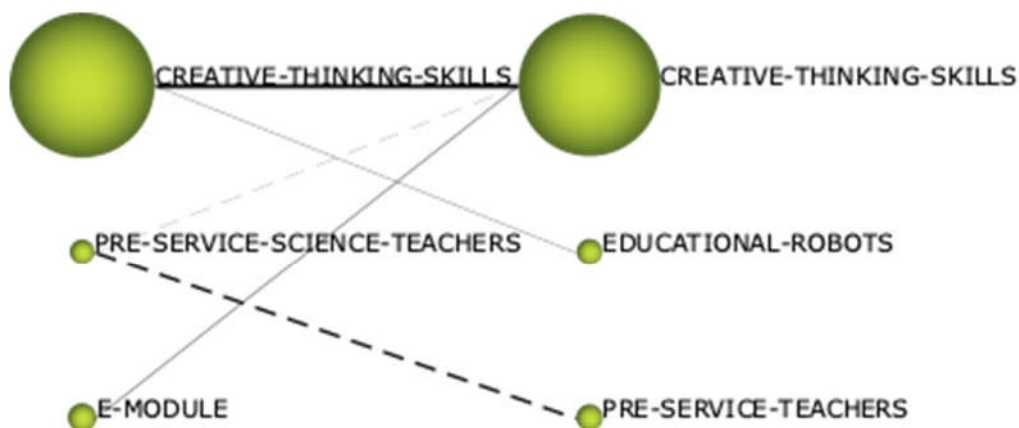 CREATIVE-THINKING-SKILLS CREATIVE-THINKING-SKILLS
PRE-SERVICE-SCIENCE-TEACHERS EDUCATIONAL-ROBOTS
E-MODULE PRE-SERVICE-TEACHERS